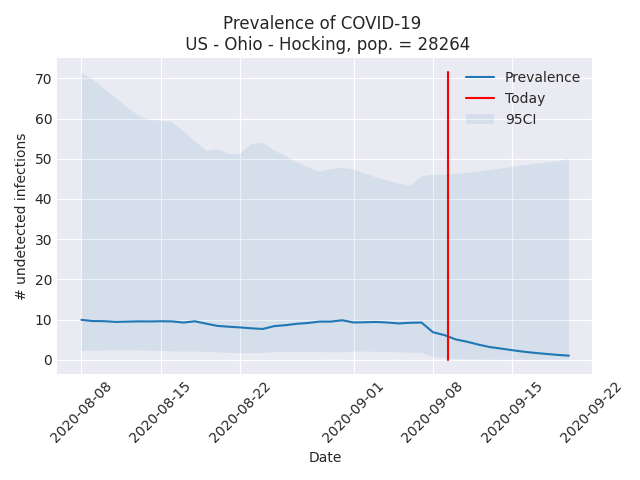 Prevalence of COVID-19
US - Ohio - Hocking, pop. = 28264
Prevalence
Today
95CI
# undetected infections
70
60
50
40
30
20
10
0
2020-08-08
2020-08-15
2020-08-22
2020-09-01
2020-09-08
2020-09-15
2020-09-22
Date